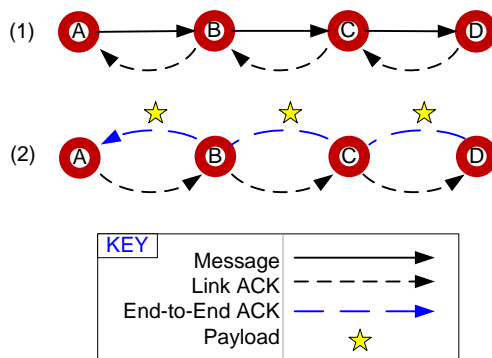 (1) A B C D
(2) A B C D
KEY
Message
Link ACK
End-to-End ACK
Payload